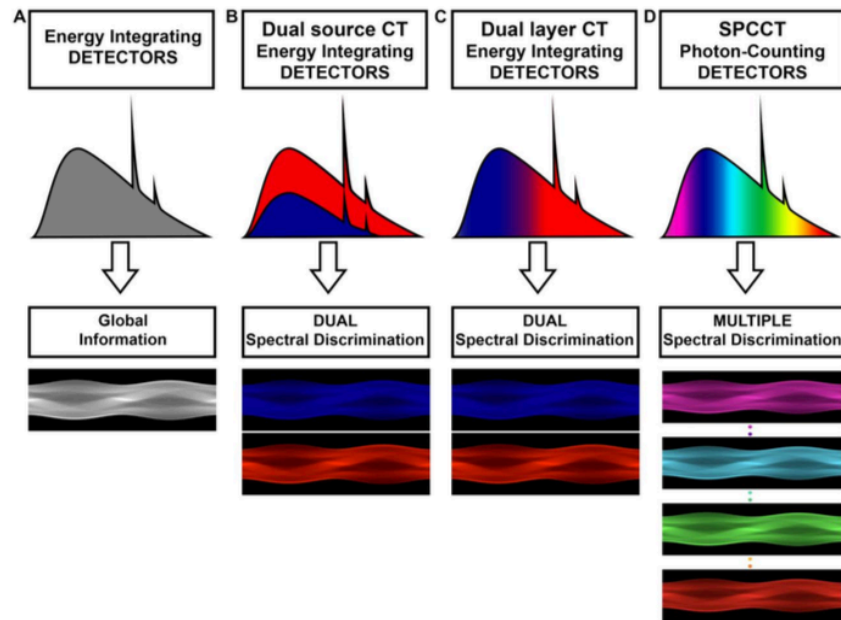 A
Energy Integrating
DETECTORS
B
Dual source CT
Energy Integrating
DETECTORS
C
Dual layer CT
Energy Integrating
DETECTORS
D
SPCCT
Photon-Counting
DETECTORS
Global
Information
DUAL
Spectral Discrimination
DUAL
Spectral Discrimination
MULTIPLE
Spectral Discrimination